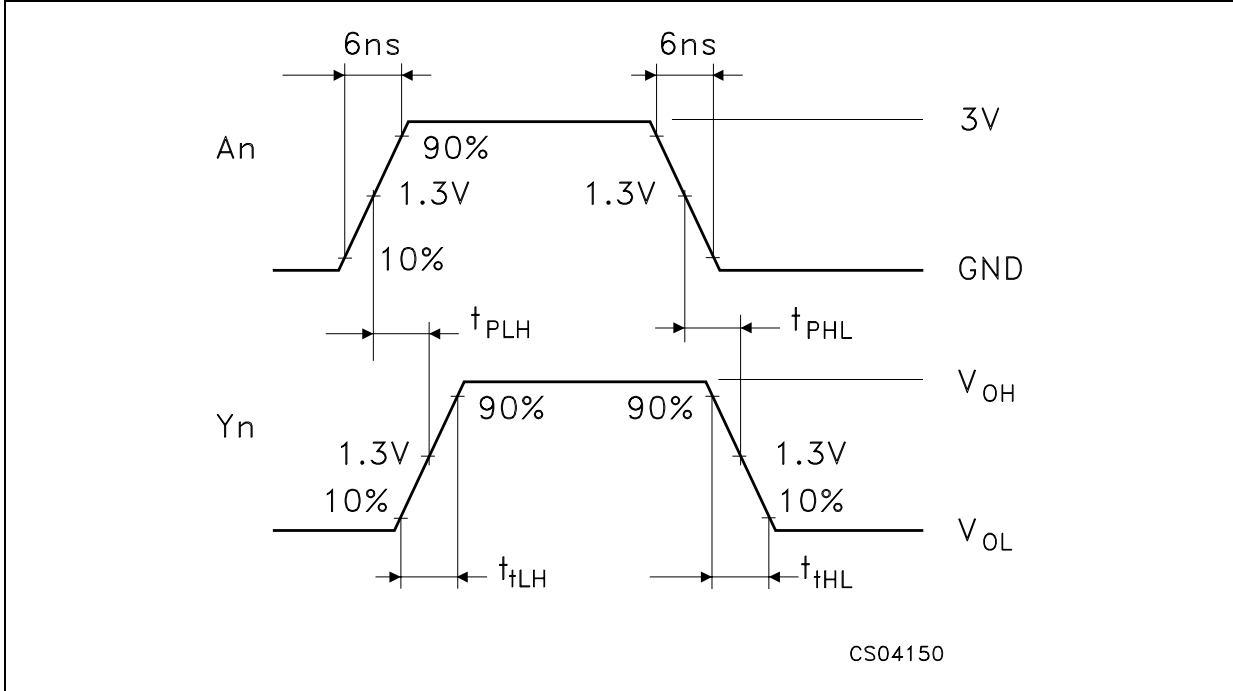 6ns 6ns
3V
An
90%
1.3V 1.3V
10%
GND
tPLH tPHL
VOH
90% 90%
Yn
1.3V 1.3V
10% 10%
VOL
ttLH ttHL
CS04150